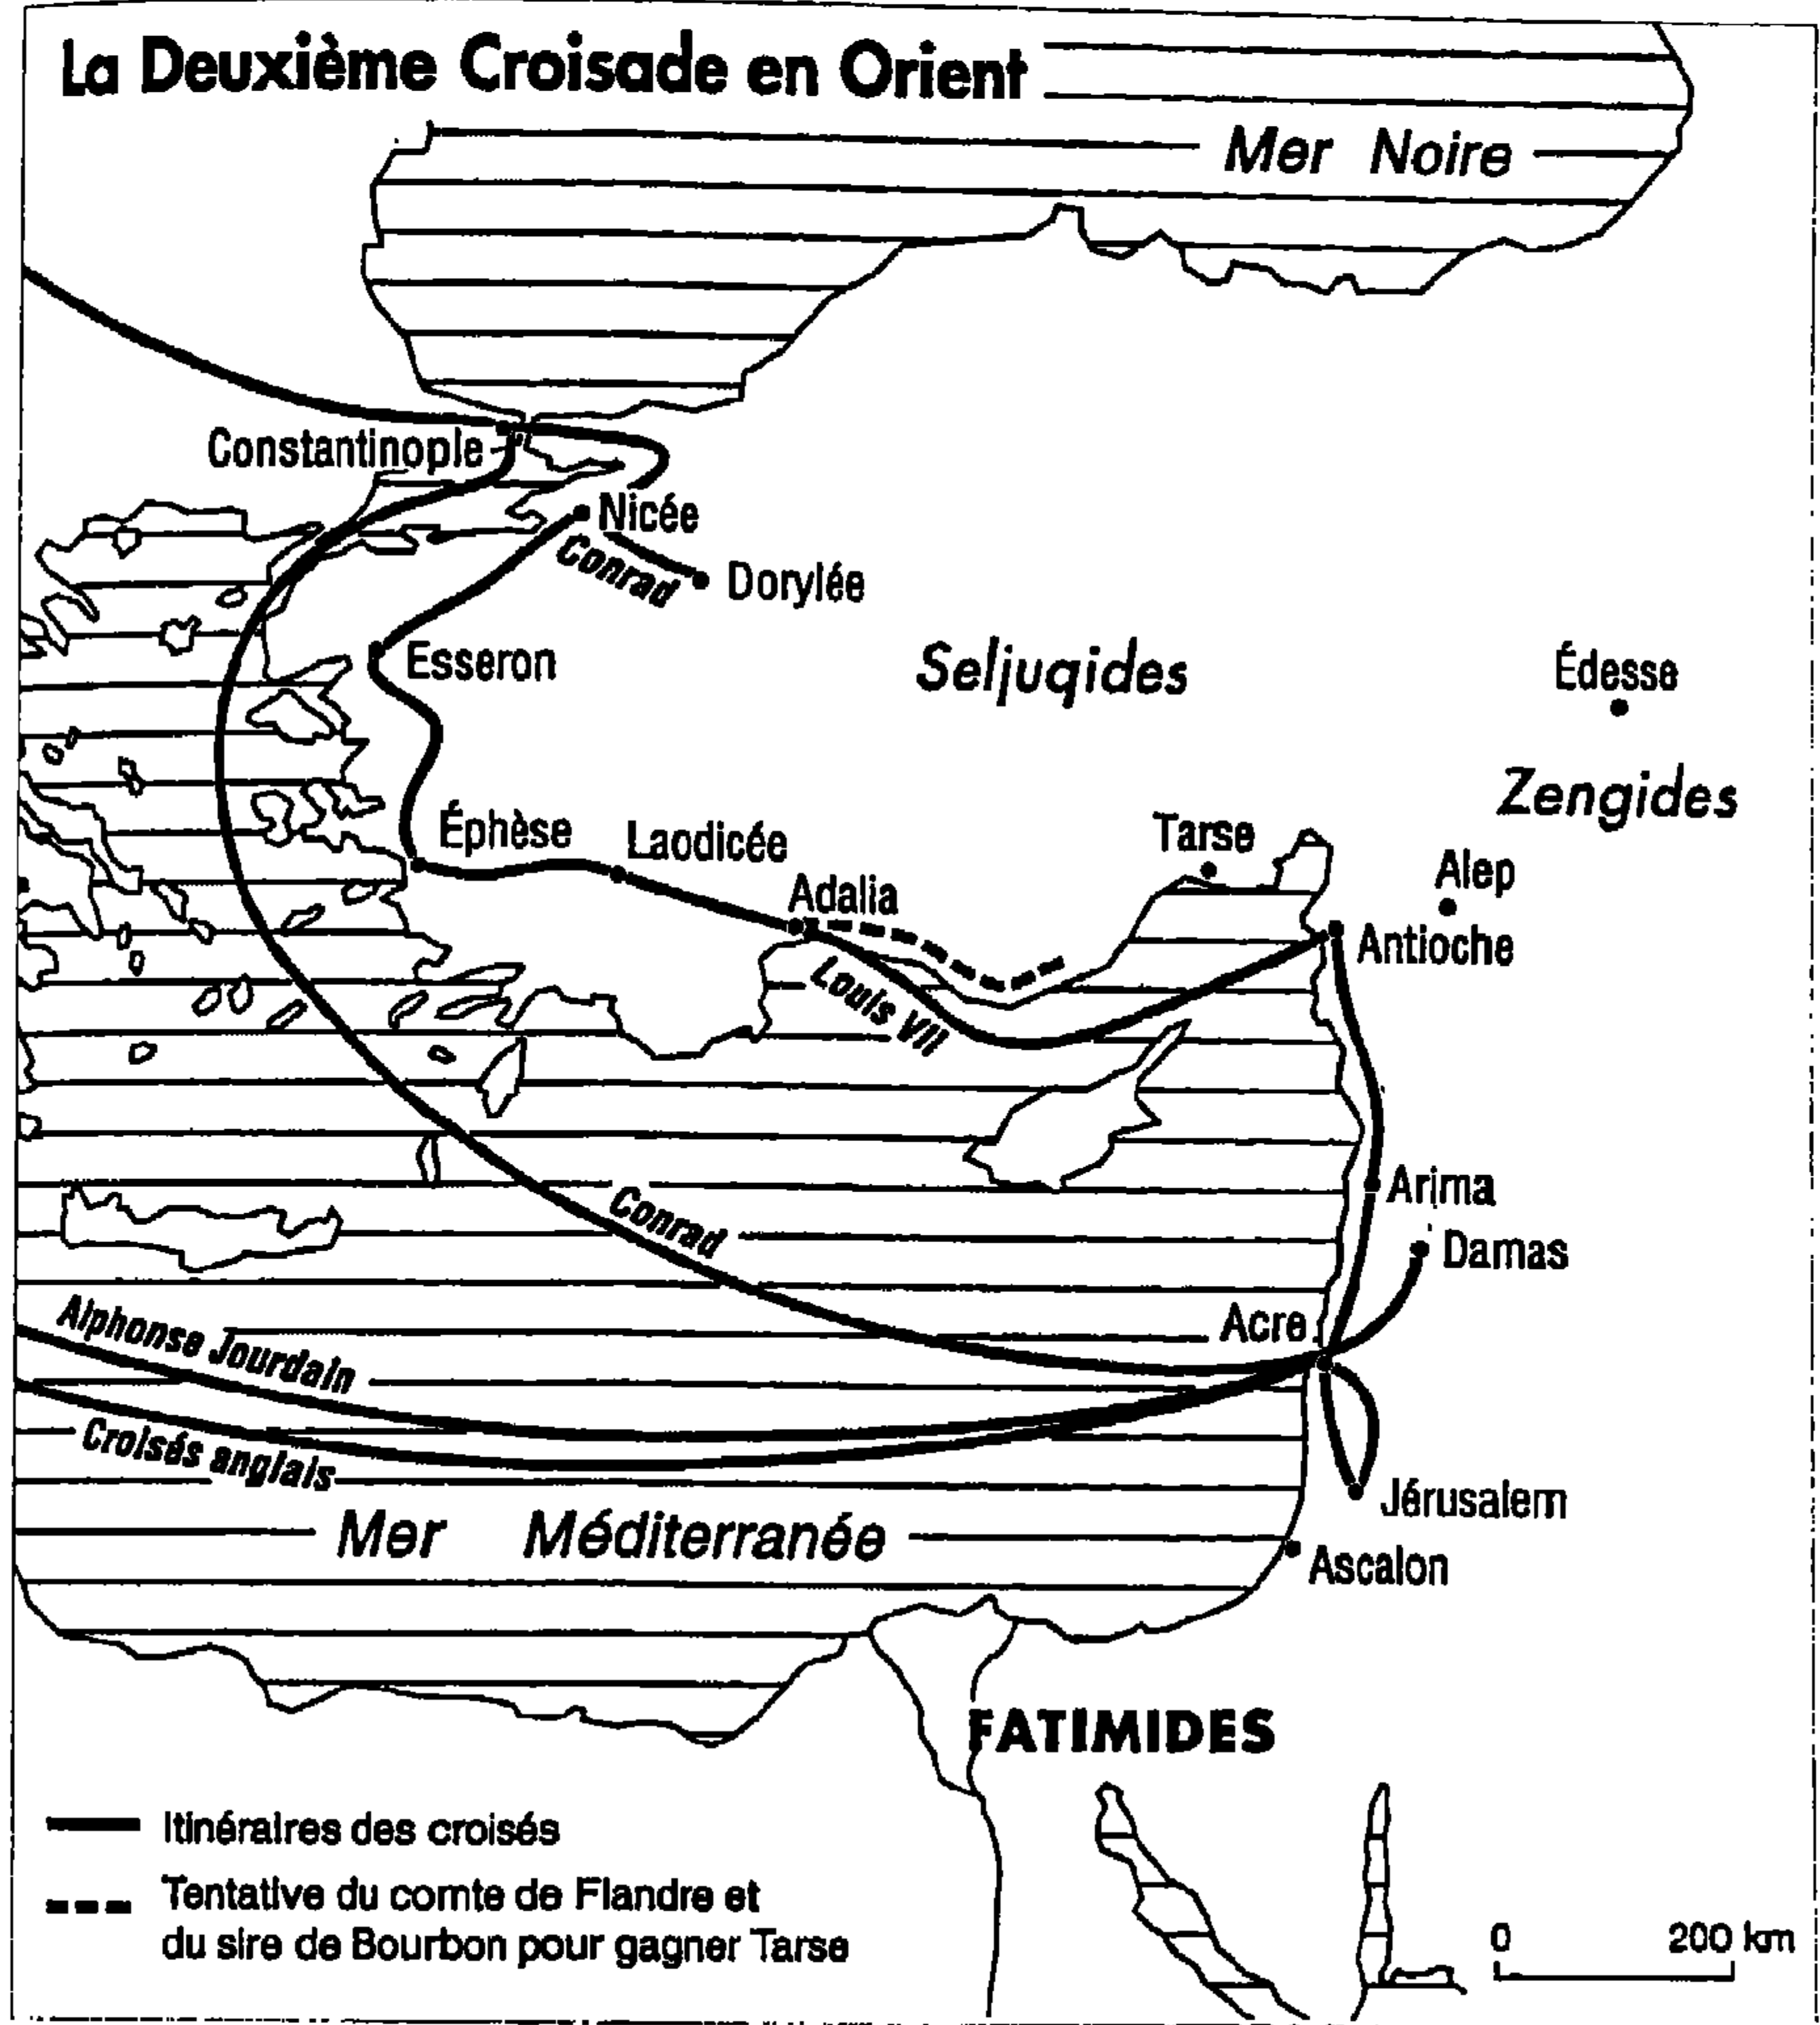 La Deuxième Croisade en Orient
Mer Noire
Constantinople
Nicée
Conrad
Dorylée
Esseron
Seljuqides
Édesse
Zengides
Éphèse
Laodicée
Tarse
Adalia
Alep
Antioche
Louis VII
Arima
Conrad
Damas
Acre
Alphonse Jourdain
Croisés anglais
Jérusalem
Mer Méditerranée
Ascalon
FATIMIDES
Itinéraires des croisés
Tentative du comte de Flandre et
du sire de Bourbon pour gagner Tarse
0 200 km